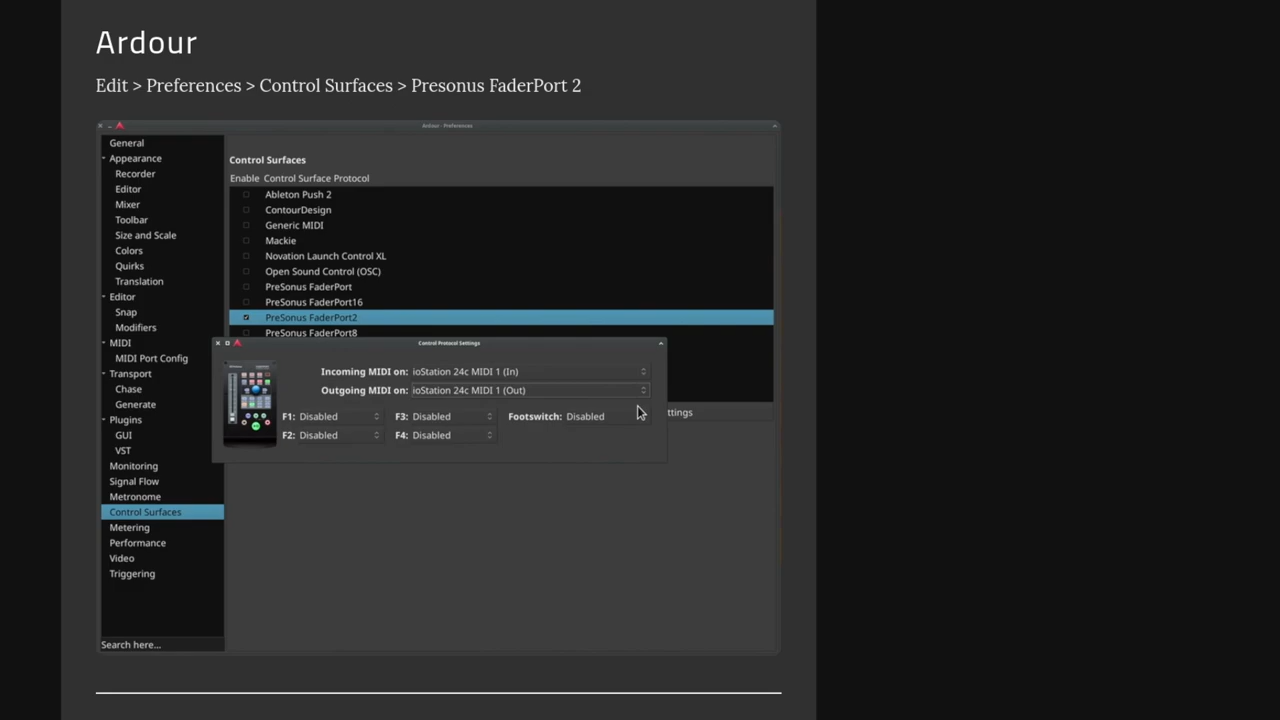 Ardour
Edit > Preferences > Control Surfaces > Presonus FaderPort 2
Ardour - Preferences
General
Appearance
Recorder
Editor
Mixer
Toolbar
Size and Scale
Colors
Quirks
Translation
Editor
Snap
Modifiers
MIDI
MIDI Port Config
Transport
Chase
Generate
Plugins
GUI
VST
Monitoring
Signal Flow
Metronome
Control Surfaces
Metering
Performance
Video
Triggering
Search here...
Control Surfaces
Enable Control Surface Protocol
Ableton Push 2
ContourDesign
Generic MIDI
Mackie
Novation Launch Control XL
Open Sound Control (OSC)
PreSonus FaderPort
PreSonus FaderPort16
PreSonus FaderPort2
PreSonus FaderPort8
Control Protocol Settings
Incoming MIDI on: ioStation 24c MIDI 1 (In)
Outgoing MIDI on: ioStation 24c MIDI 1 (Out)
F1: Disabled F3: Disabled Footswitch: Disabled
F2: Disabled F4: Disabled
ttings